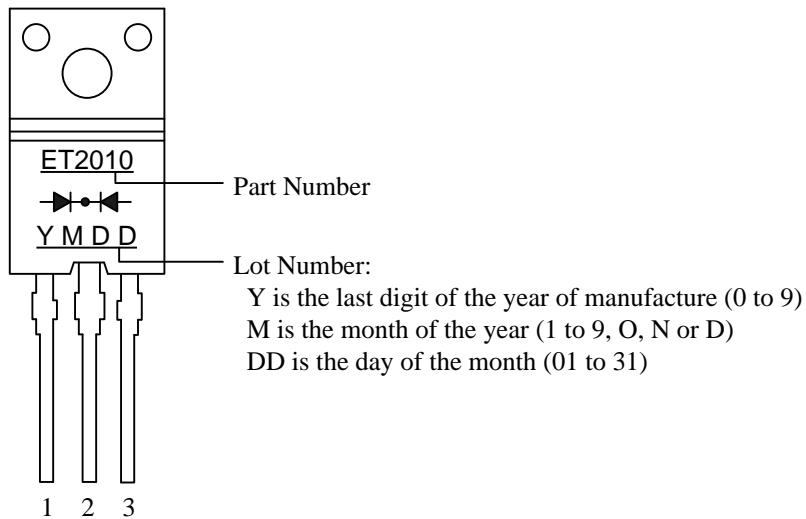 ET2010
Part Number
Y M D D
Lot Number:
Y is the last digit of the year of manufacture (0 to 9)
M is the month of the year (1 to 9, O, N or D)
DD is the day of the month (01 to 31)
1 2 3